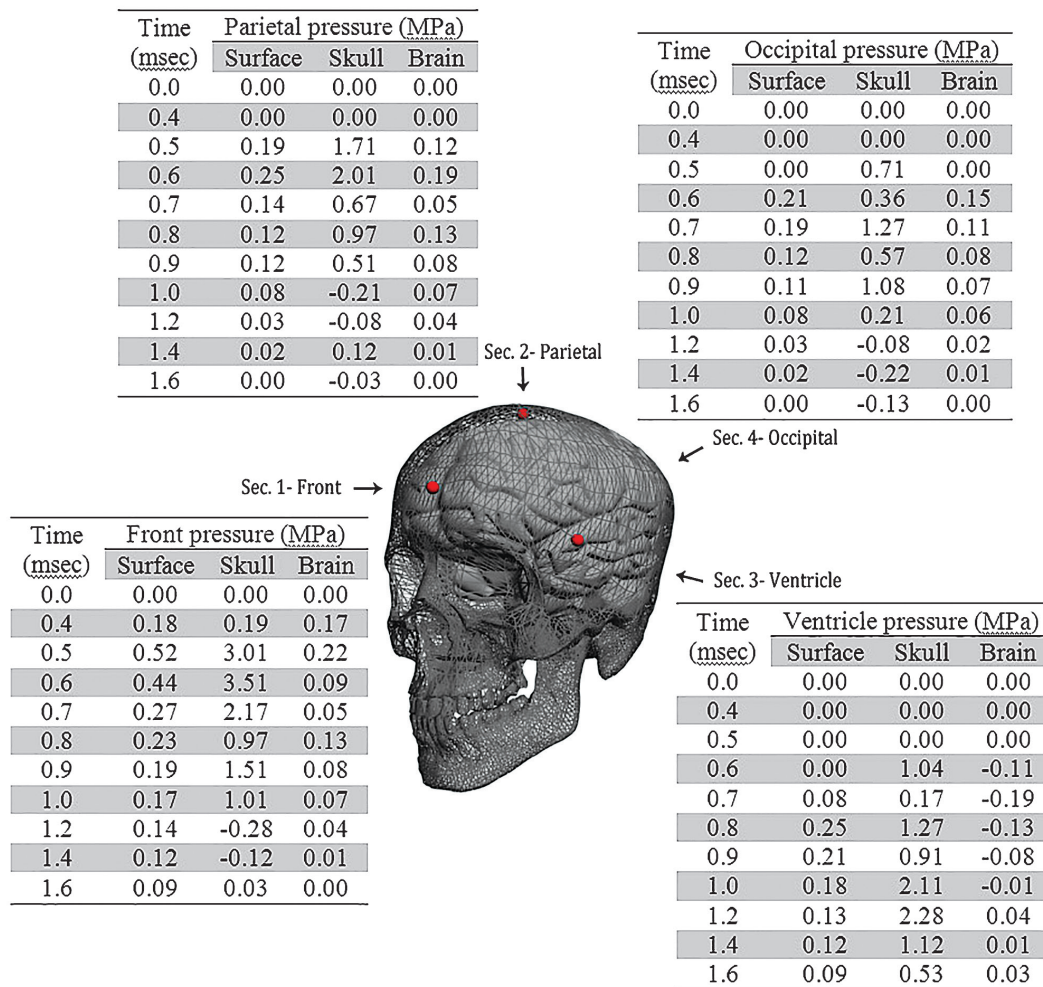 Time Parietal pressure (MPa)
(msec) Surface Skull Brain
0.0 0.00 0.00 0.00
0.4 0.00 0.00 0.00
0.5 0.19 1.71 0.12
0.6 0.25 2.01 0.19
0.7 0.14 0.67 0.05
0.8 0.12 0.97 0.13
0.9 0.12 0.51 0.08
1.0 0.08 -0.21 0.07
1.2 0.03 -0.08 0.04
1.4 0.02 0.12 0.01
1.6 0.00 -0.03 0.00
Time Occipital pressure (MPa)
(msec) Surface Skull Brain
0.0 0.00 0.00 0.00
0.4 0.00 0.00 0.00
0.5 0.00 0.71 0.00
0.6 0.21 0.36 0.15
0.7 0.19 1.27 0.11
0.8 0.12 0.57 0.08
0.9 0.11 1.08 0.07
1.0 0.08 0.21 0.06
1.2 0.03 -0.08 0.02
1.4 0.02 -0.22 0.01
1.6 0.00 -0.13 0.00
Sec. 2- Parietal
Sec. 4- Occipital
Sec. 1- Front
Sec. 3- Ventricle
Time Front pressure (MPa)
(msec) Surface Skull Brain
0.0 0.00 0.00 0.00
0.4 0.18 0.19 0.17
0.5 0.52 3.01 0.22
0.6 0.44 3.51 0.09
0.7 0.27 2.17 0.05
0.8 0.23 0.97 0.13
0.9 0.19 1.51 0.08
1.0 0.17 1.01 0.07
1.2 0.14 -0.28 0.04
1.4 0.12 -0.12 0.01
1.6 0.09 0.03 0.00
Time Ventricle pressure (MPa)
(msec) Surface Skull Brain
0.0 0.00 0.00 0.00
0.4 0.00 0.00 0.00
0.5 0.00 0.00 0.00
0.6 0.00 1.04 -0.11
0.7 0.08 0.17 -0.19
0.8 0.25 1.27 -0.13
0.9 0.21 0.91 -0.08
1.0 0.18 2.11 -0.01
1.2 0.13 2.28 0.04
1.4 0.12 1.12 0.01
1.6 0.09 0.53 0.03